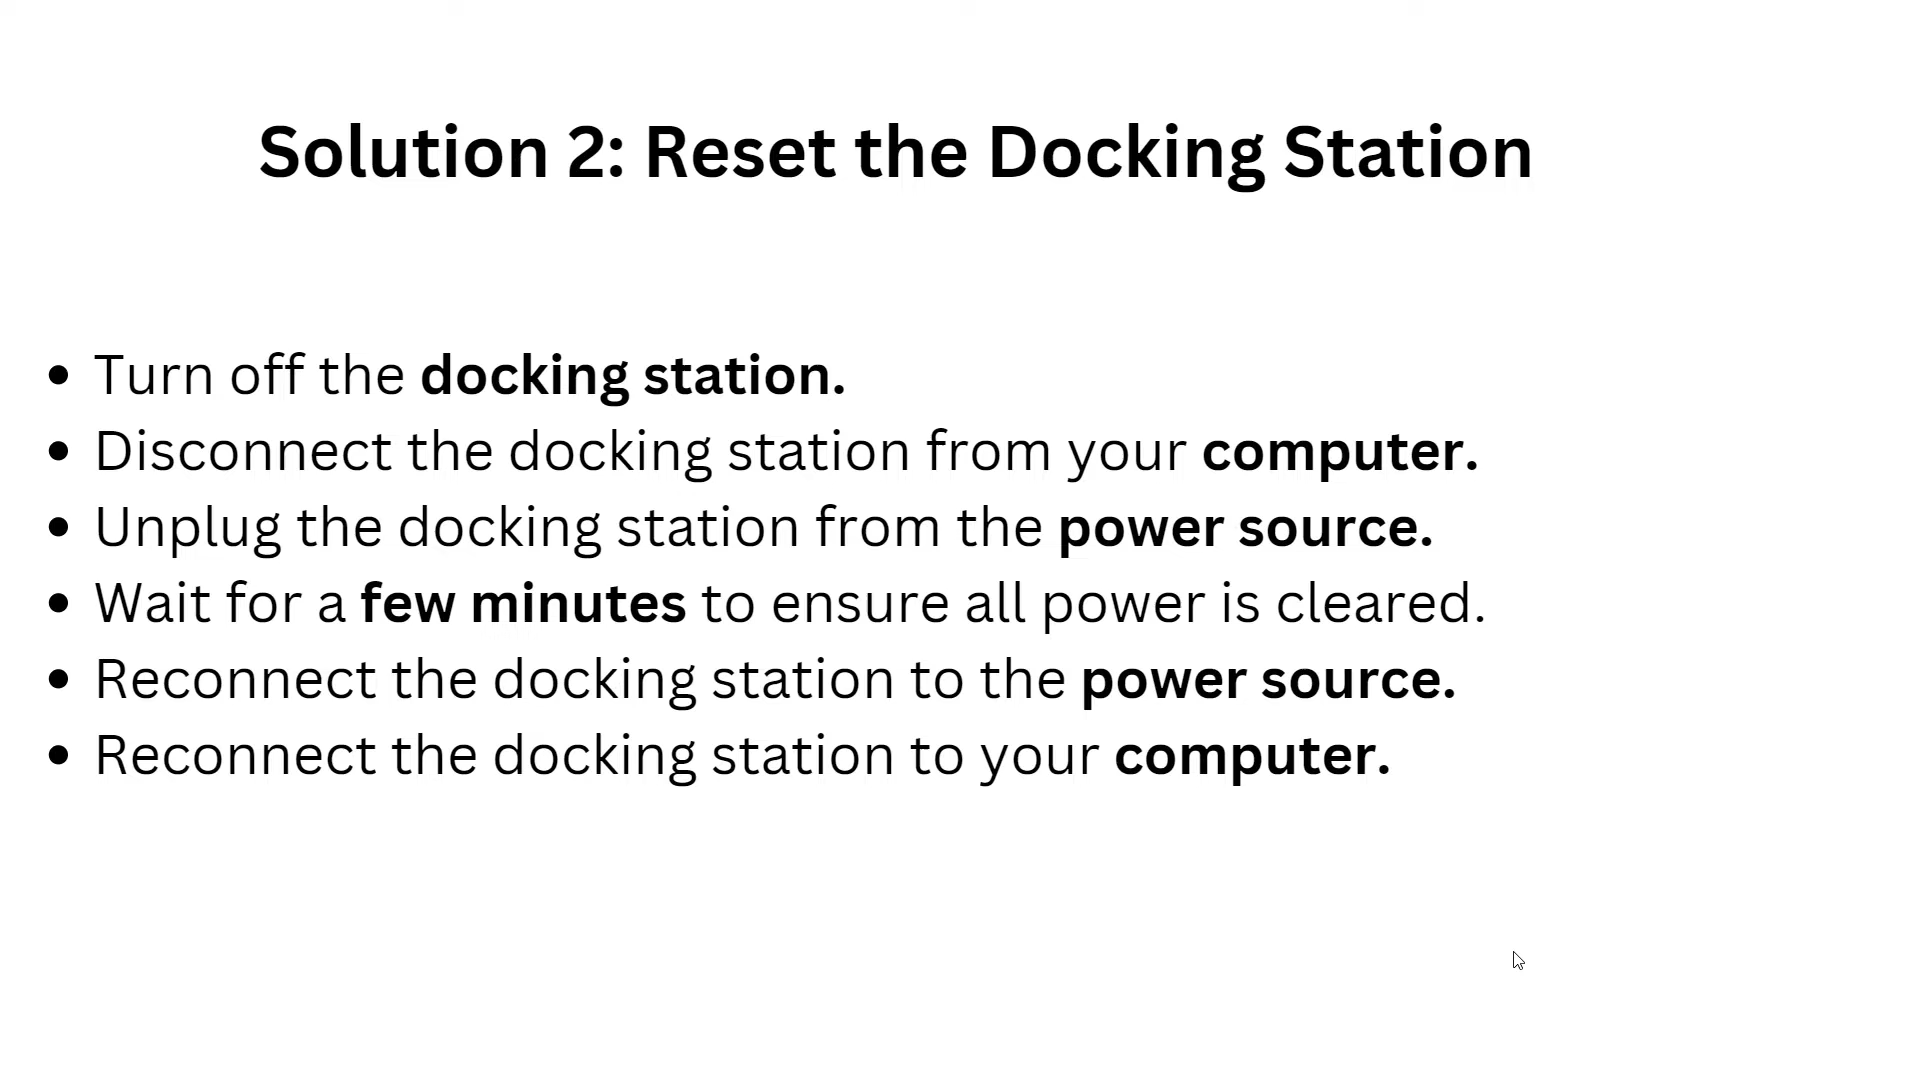 Solution 2: Reset the Docking Station
• Turn off the docking station.
• Disconnect the docking station from your computer.
• Unplug the docking station from the power source.
• Wait for a few minutes to ensure all power is cleared.
• Reconnect the docking station to the power source.
• Reconnect the docking station to your computer.